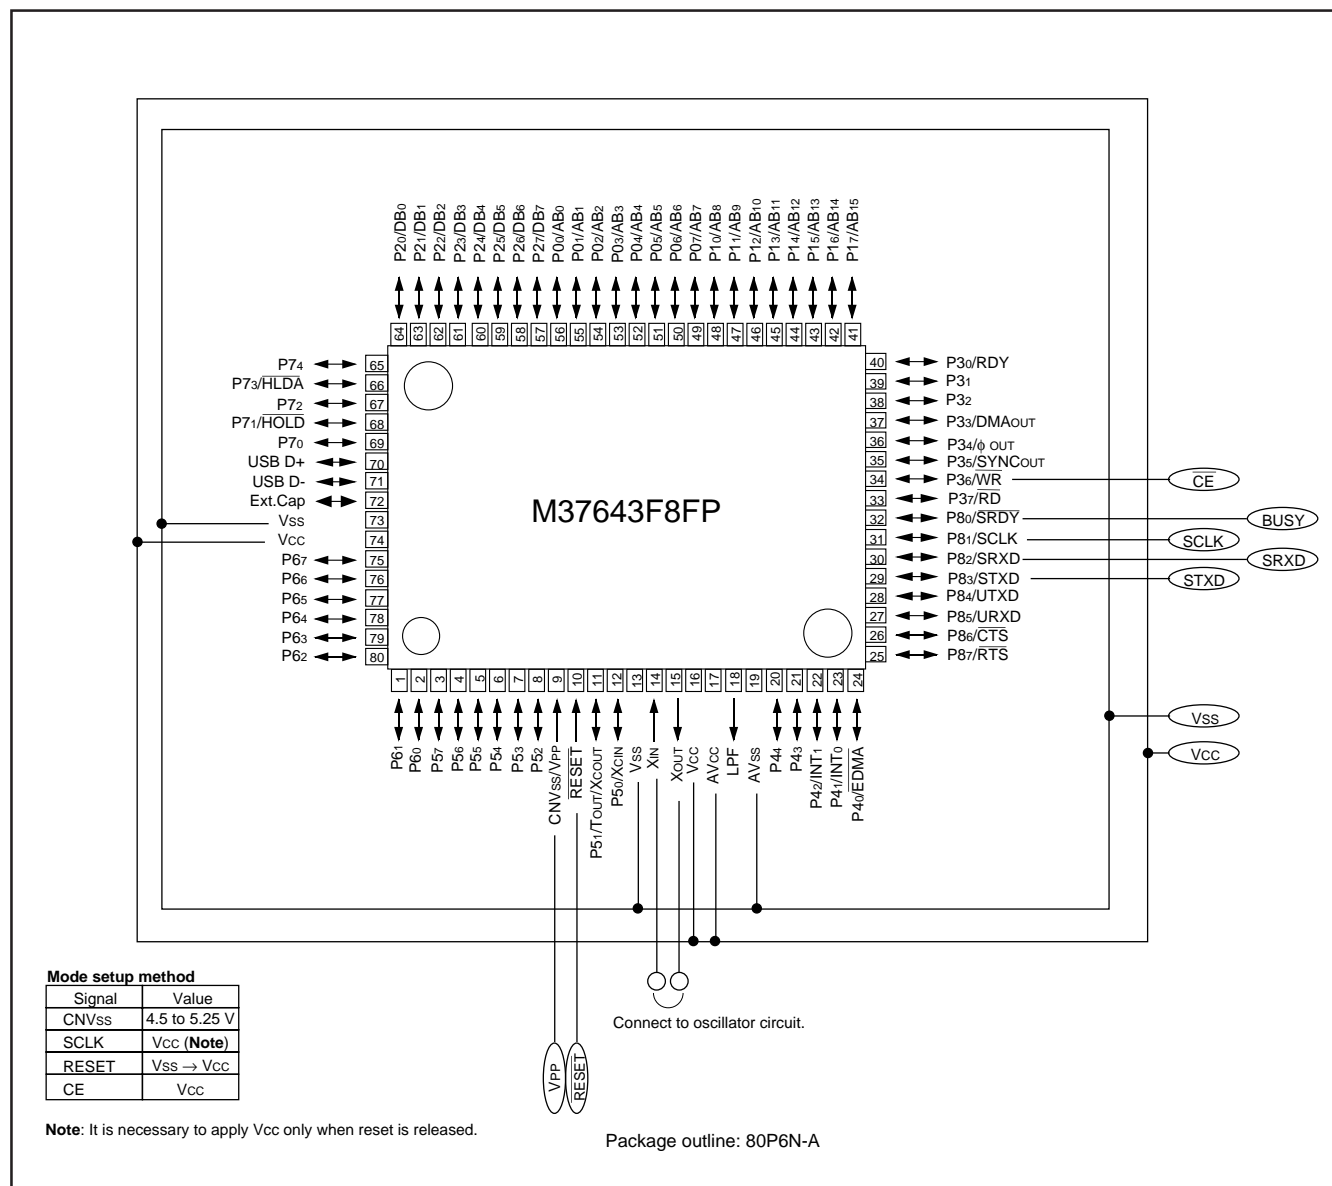 P20/DB0
P21/DB1
P22/DB2
P23/DB3
P24/DB4
P25/DB5
P26/DB6
P27/DB7
P00/AB0
P01/AB1
P02/AB2
P03/AB3
P04/AB4
P05/AB5
P06/AB6
P07/AB7
P10/AB8
P11/AB9
P12/AB10
P13/AB11
P14/AB12
P15/AB13
P16/AB14
P17/AB15
64 63 62 61 60 59 58 57 56 55 54 53 52 51 50 49 48 47 46 45 44 43 42 41
P74 65
P73/HLDA 66
P72 67
P71/HOLD 68
P70 69
USB D+ 70
USB D- 71
Ext.Cap 72
VSS 73
VCC 74
P67 75
P66 76
P65 77
P64 78
P63 79
P62 80
M37643F8FP
40 P30/RDY
39 P31
38 P32
37 P33/DMAOUT
36 P34/ϕ OUT
35 P35/SYNCOUT
34 P36/WR CE
33 P37/RD
32 P80/SRDY BUSY
31 P81/SCLK SCLK
30 P82/SRXD SRXD
29 P83/STXD STXD
28 P84/UTXD
27 P85/URXD
26 P86/CTS
25 P87/RTS
1 2 3 4 5 6 7 8 9 10 11 12 13 14 15 16 17 18 19 20 21 22 23 24
P61
P60
P57
P56
P55
P54
P53
P52
CNVSS/VPP
RESET
P51/TOUT/XCOUT
P50/XCIN
VSS
XIN
XOUT
VCC
AVCC
LPF
AVSS
P44
P43
P42/INT1
P41/INT0
P40/EDMA
VSS
VCC
Mode setup method
Signal Value
CNVSS 4.5 to 5.25 V
SCLK VCC (Note)
RESET VSS → VCC
CE VCC
Connect to oscillator circuit.
VPP
RESET
Note: It is necessary to apply Vcc only when reset is released.
Package outline: 80P6N-A